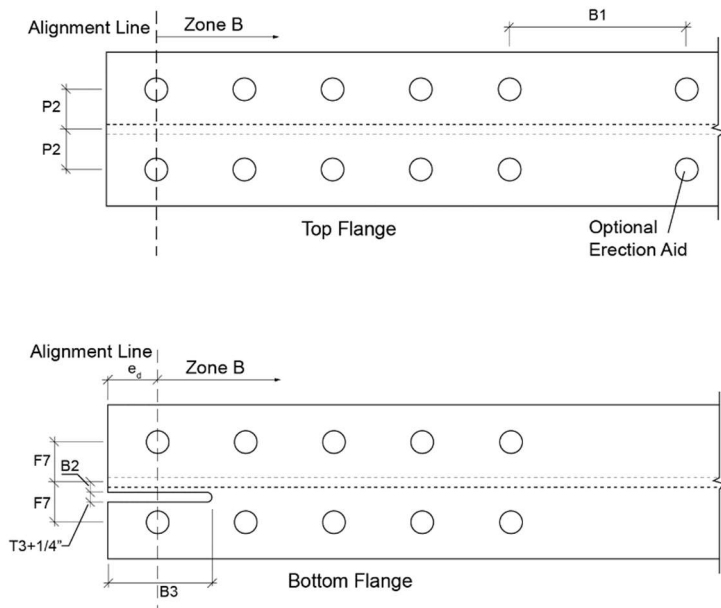 B1
Alignment Line
Zone B
P2
P2
Top Flange
Optional
Erection Aid
Alignment Line
e_d
Zone B
F7
B2
F7
T3+1/4"
B3
Bottom Flange